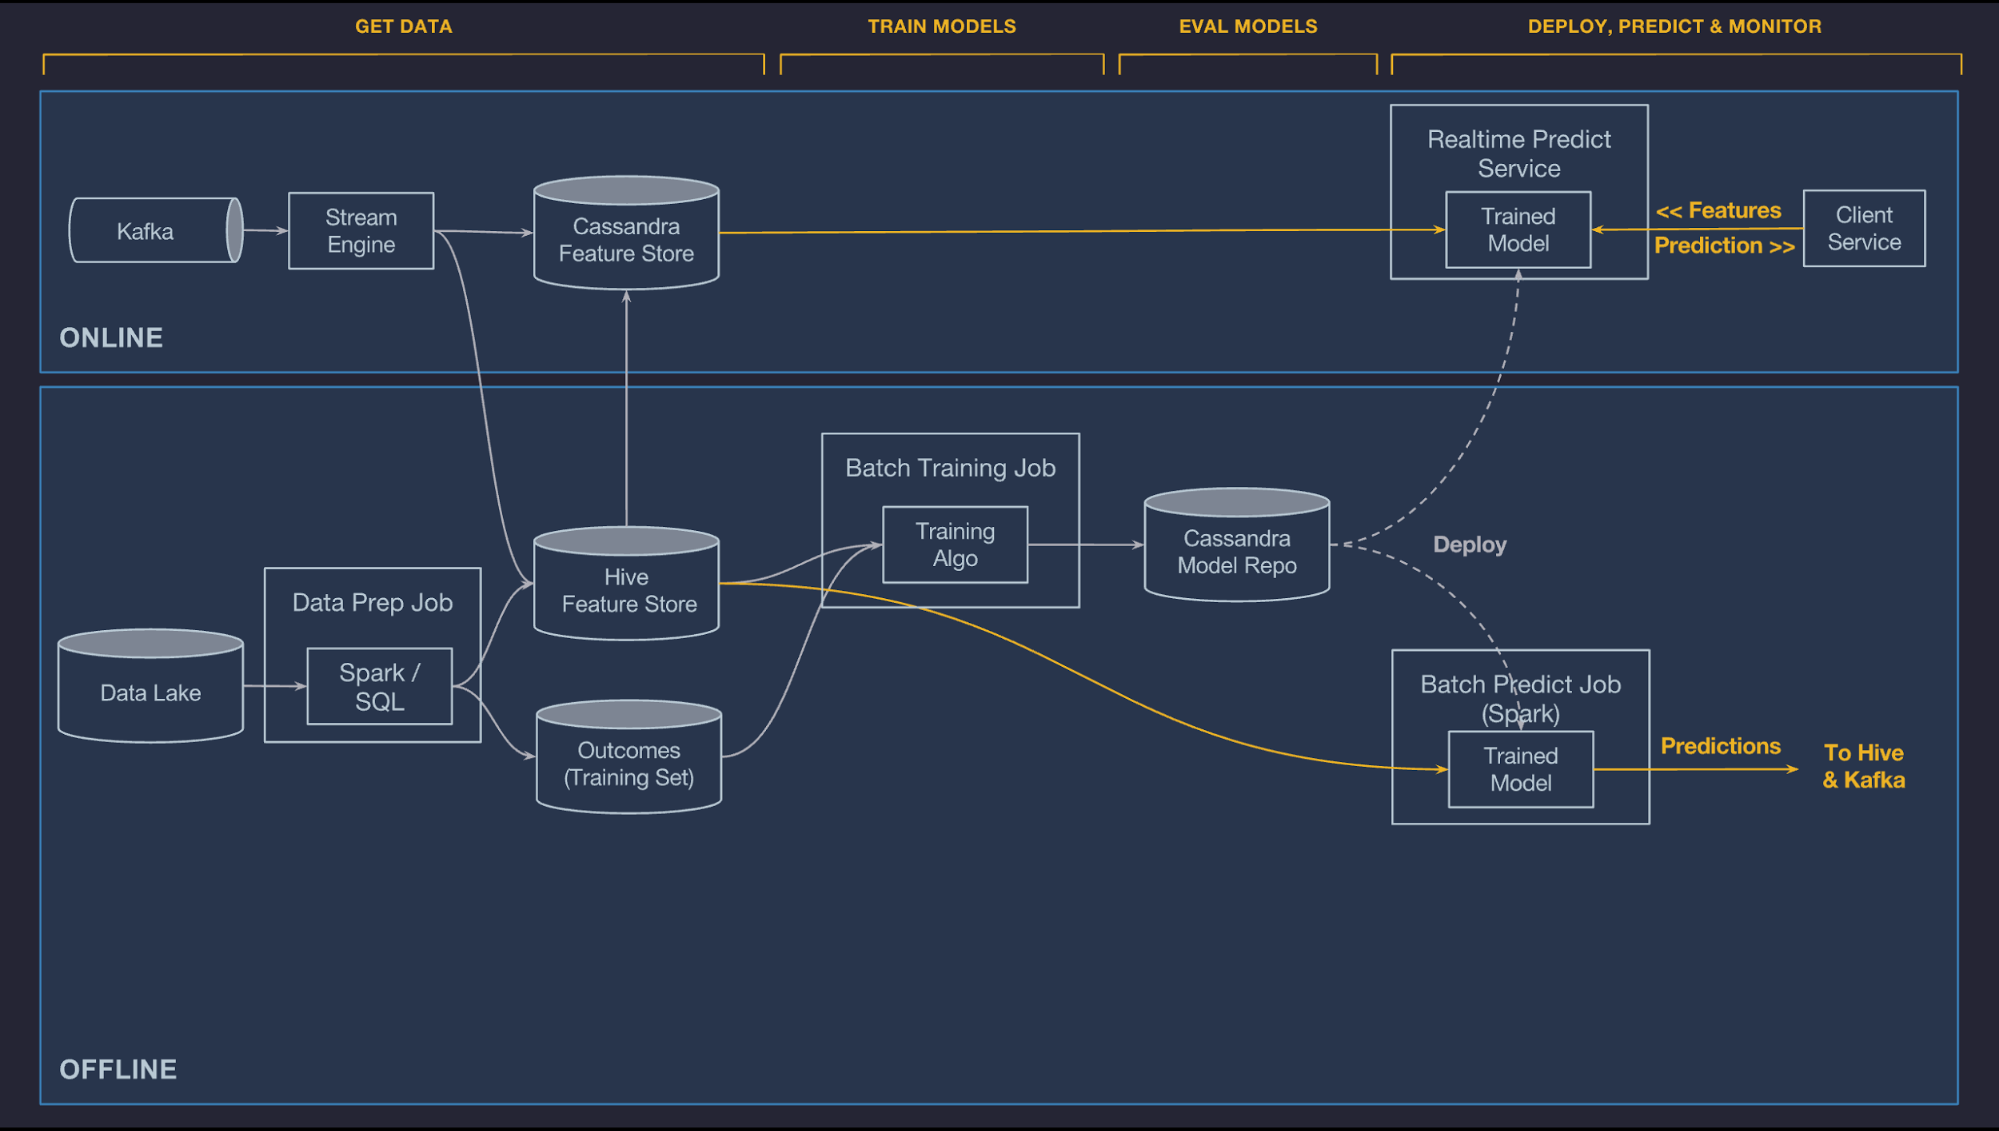 GET DATA
TRAIN MODELS
EVAL MODELS
DEPLOY, PREDICT & MONITOR
Kafka
Stream
Engine
Cassandra
Feature Store
Realtime Predict
Service
Trained
Model
<< Features
Prediction >>
Client
Service
ONLINE
Data Lake
Data Prep Job
Spark /
SQL
Hive
Feature Store
Outcomes
(Training Set)
Batch Training Job
Training
Algo
Cassandra
Model Repo
Deploy
Batch Predict Job
(Spark)
Trained
Model
Predictions
To Hive
& Kafka
OFFLINE